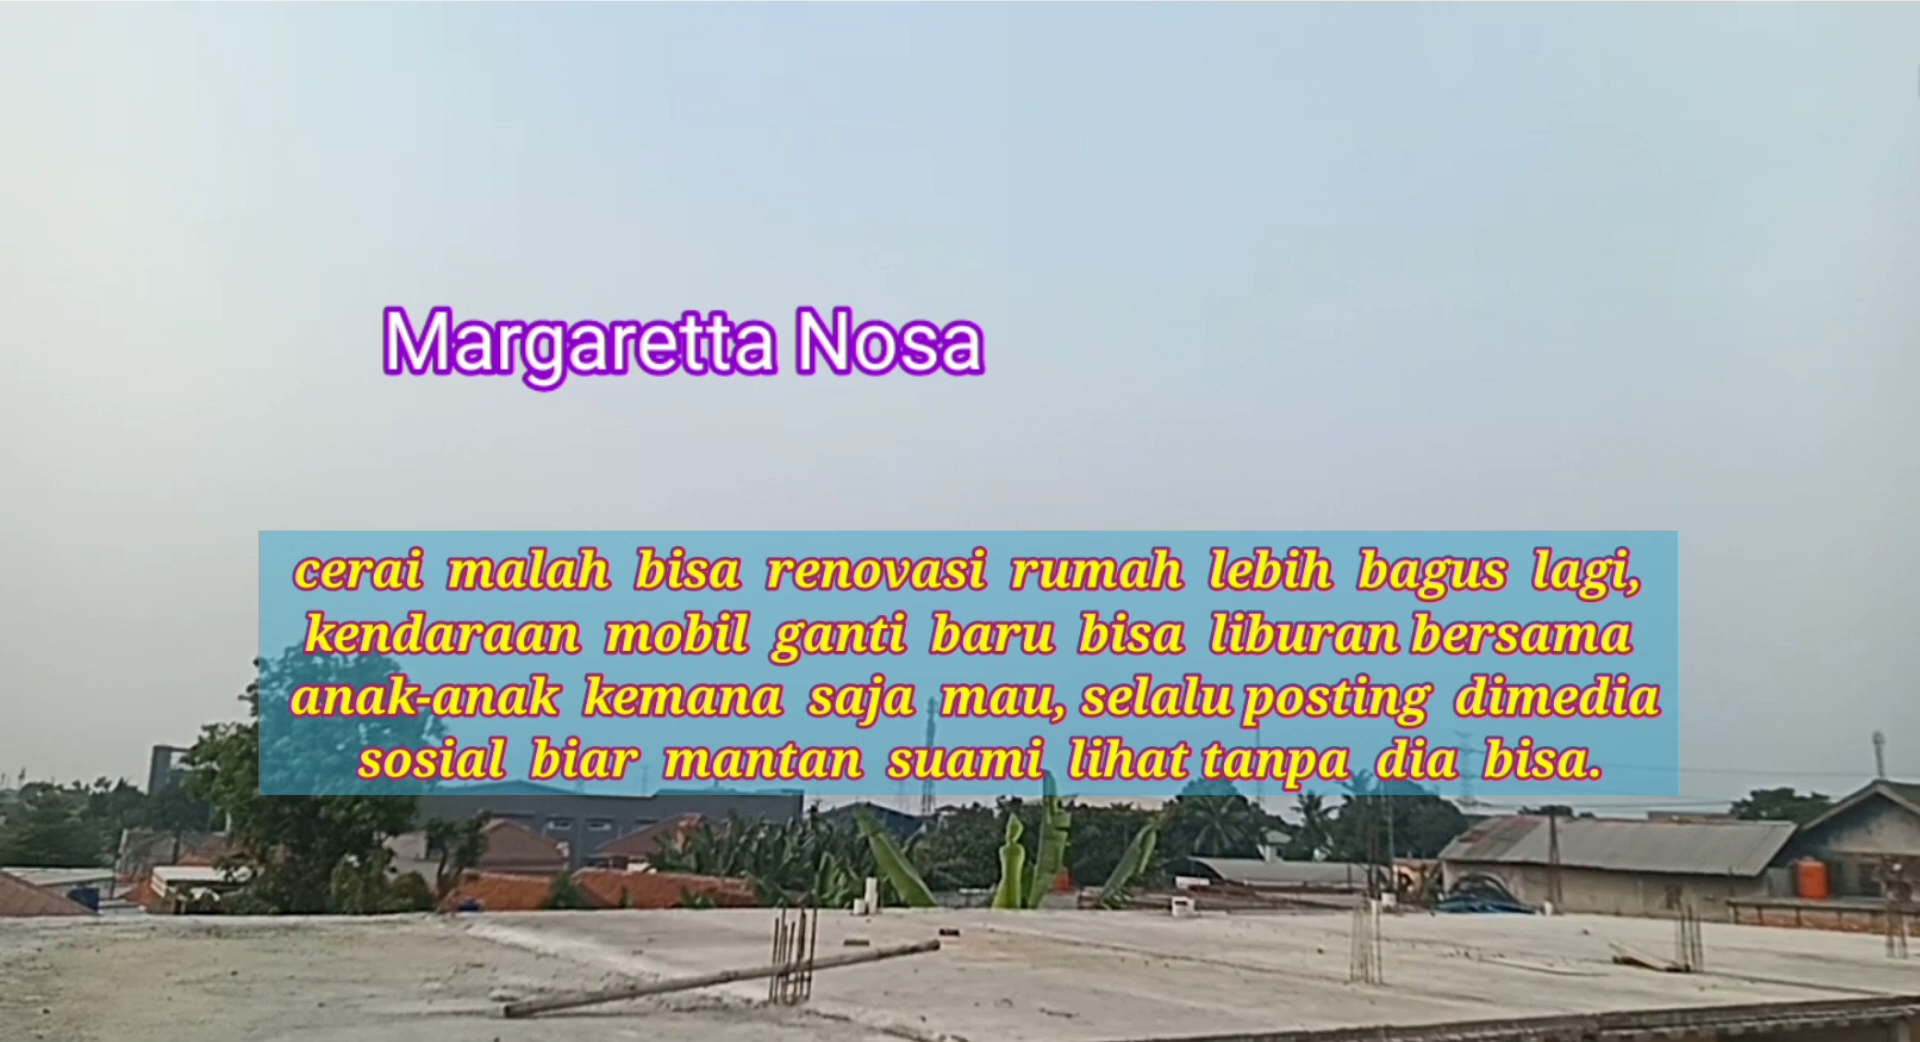 Margaretta Nosa
cerai malah bisa renovasi rumah lebih bagus lagi,
kendaraan mobil ganti baru bisa liburan bersama
anak-anak kemana saja mau, selalu posting dimedia
sosial biar mantan suami lihat tanpa dia bisa.